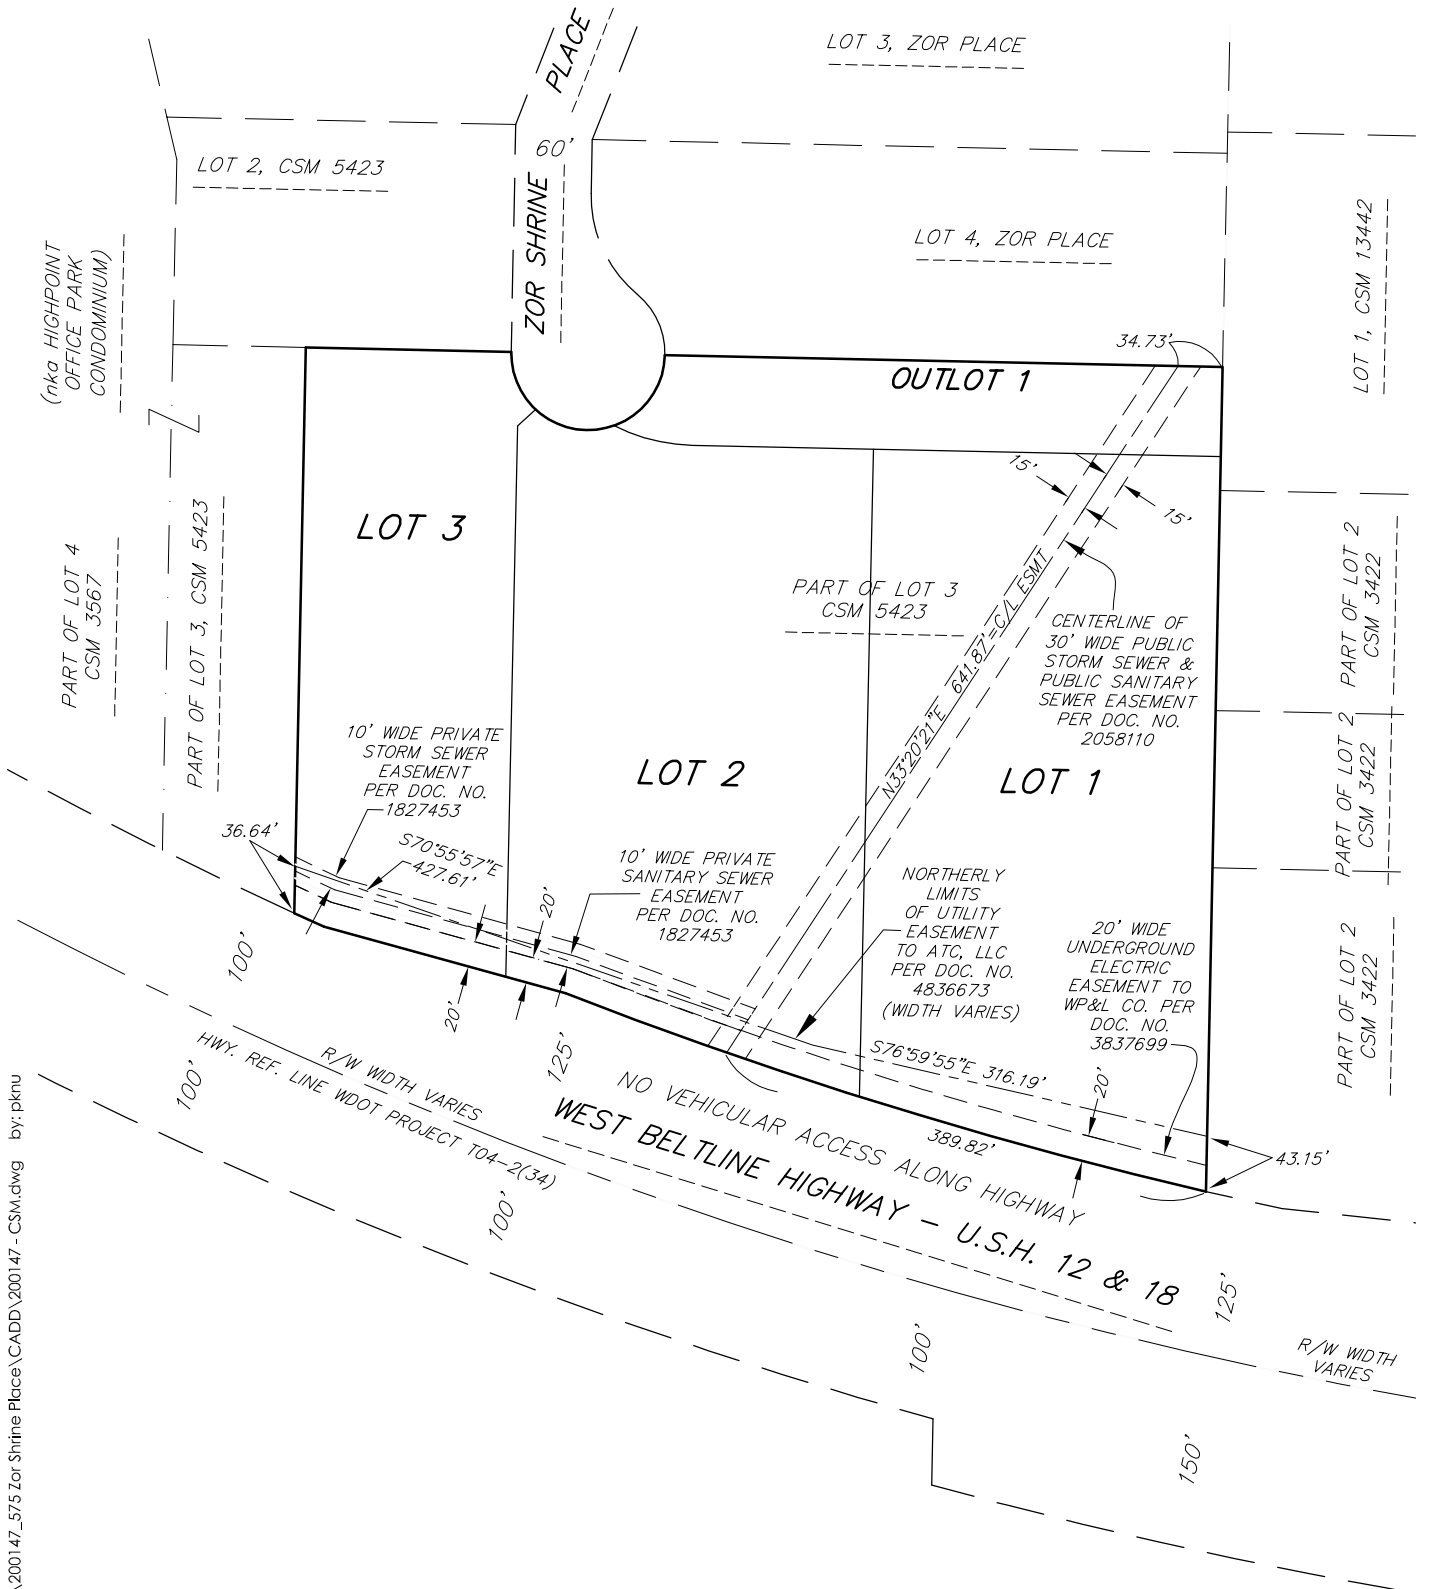 PLACE
LOT 3, ZOR PLACE
60'
LOT 2, CSM 5423
ZOR SHRINE
LOT 4, ZOR PLACE
LOT 1, CSM 13442
(nka HIGHPOINT
OFFICE PARK
CONDOMINIUM)
34.73'
OUTLOT 1
15'
15'
LOT 3
PART OF LOT 4
CSM 3567
PART OF LOT 3, CSM 5423
PART OF LOT 3
CSM 5423
N33°20'21"E 641.87'=C/L ESMT
CENTERLINE OF
30' WIDE PUBLIC
STORM SEWER &
PUBLIC SANITARY
SEWER EASEMENT
PER DOC. NO.
2058110
PART OF LOT 2
CSM 3422
PART OF LOT 2
CSM 3422
PART OF LOT 2
CSM 3422
10' WIDE PRIVATE
STORM SEWER
EASEMENT
PER DOC. NO.
1827453
LOT 2
LOT 1
36.64'
S70°55'57"E
427.61'
10' WIDE PRIVATE
SANITARY SEWER
EASEMENT
PER DOC. NO.
1827453
20'
NORTHERLY
LIMITS
OF UTILITY
EASEMENT
TO ATC, LLC
PER DOC. NO.
4836673
(WIDTH VARIES)
20' WIDE
UNDERGROUND
ELECTRIC
EASEMENT TO
WP&L CO. PER
DOC. NO.
3837699
100'
20'
125'
S76°59'55"E 316.19'
20'
43.15'
389.82'
100'
R/W WIDTH VARIES
HWY. REF. LINE WDOT PROJECT T04-2(34)
NO VEHICULAR ACCESS ALONG HIGHWAY
WEST BELTLINE HIGHWAY - U.S.H. 12 & 18
100'
125'
100'
R/W WIDTH
VARIES
150'
\200147_575 Zor Shrine Place\CADD\200147 - CSM.dwg by: pknu